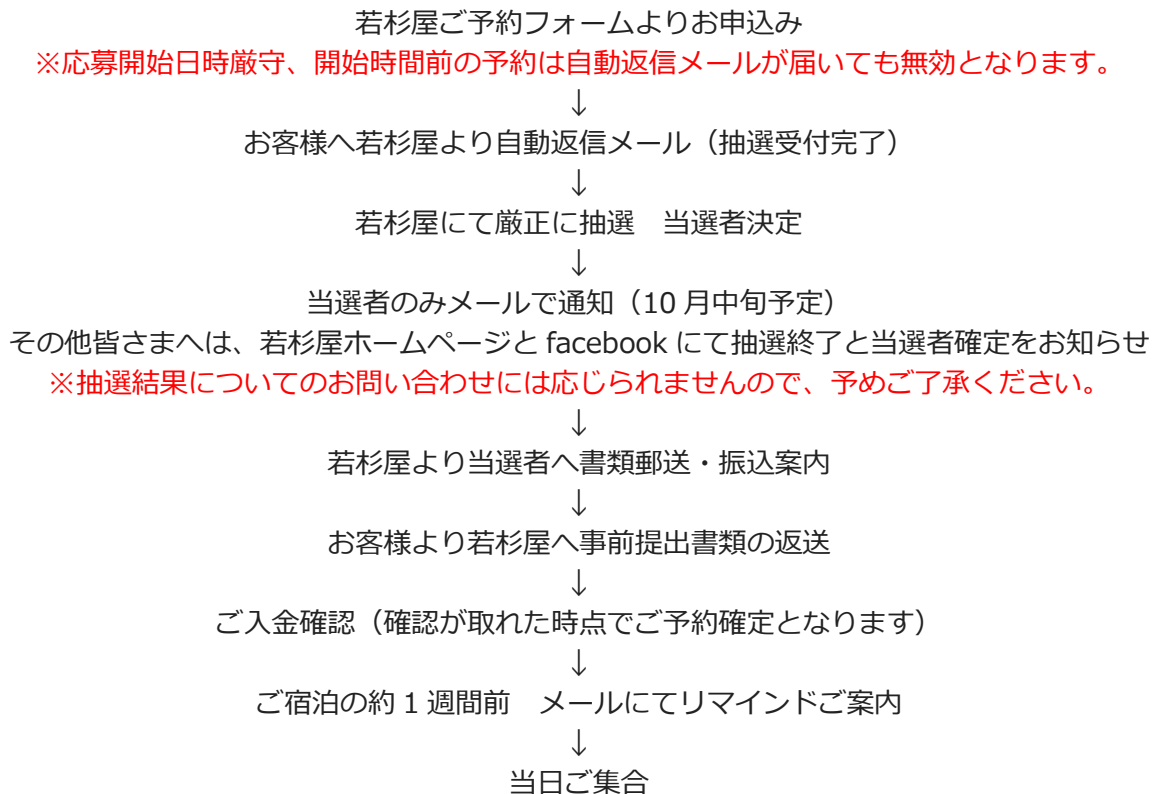 若杉屋ご予約フォームよりお申込み
※応募開始日時厳守、開始時間前の予約は自動返信メールが届いても無効となります。
↓
お客様へ若杉屋より自動返信メール（抽選受付完了）
↓
若杉屋にて厳正に抽選　当選者決定
↓
当選者のみメールで通知（10 月中旬予定）
その他皆さまへは、若杉屋ホームページと facebook にて抽選終了と当選者確定をお知らせ
※抽選結果についてのお問い合わせには応じられませんので、予めご了承ください。
↓
若杉屋より当選者へ書類郵送・振込案内
↓
お客様より若杉屋へ事前提出書類の返送
↓
ご入金確認（確認が取れた時点でご予約確定となります）
↓
ご宿泊の約 1 週間前　メールにてリマインドご案内
↓
当日ご集合